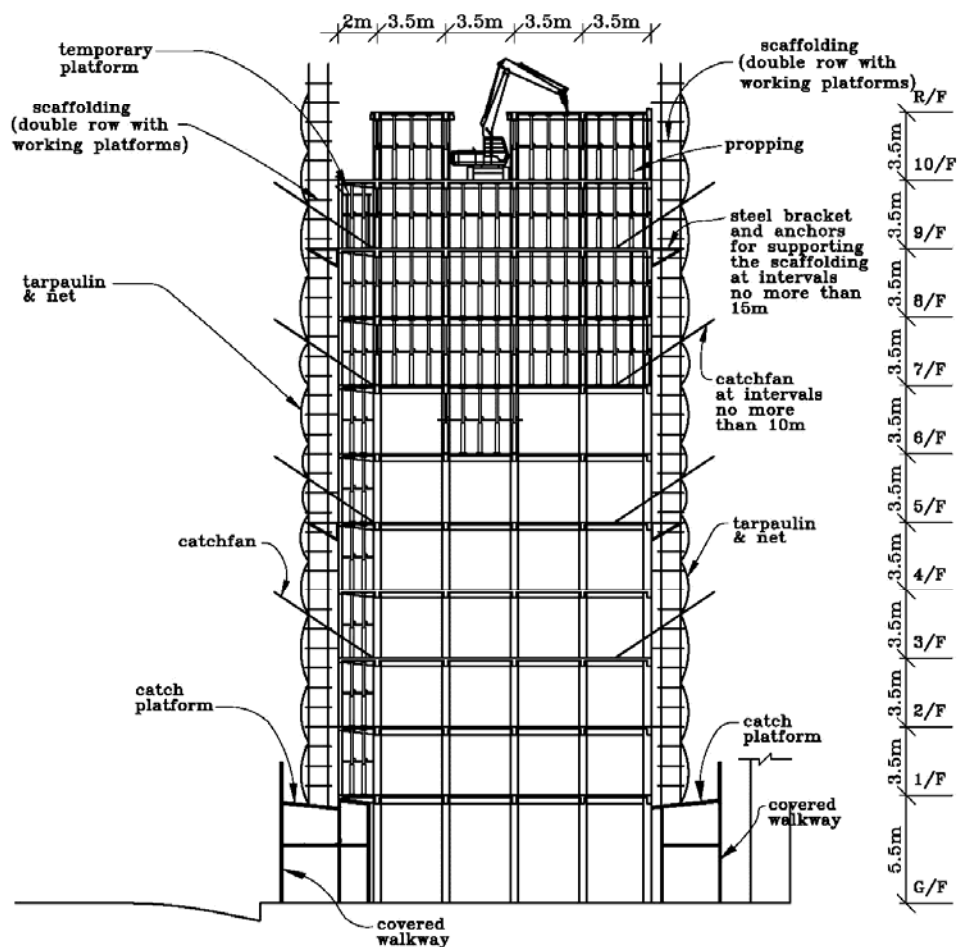 2m 3.5m 3.5m 3.5m 3.5m
temporary
platform
scaffolding
(double row with
working platforms)
scaffolding
(double row with
working platforms)
propping
steel bracket
and anchors
for supporting
the scaffolding
at intervals
no more than
15m
tarpaulin
& net
catchfan
at intervals
no more
than 10m
catchfan
tarpaulin
& net
catch
platform
catch
platform
covered
walkway
covered
walkway
R/F
3.5m
10/F
3.5m
9/F
3.5m
8/F
3.5m
7/F
3.5m
6/F
3.5m
5/F
3.5m
4/F
3.5m
3/F
3.5m
2/F
3.5m
1/F
5.5m
G/F